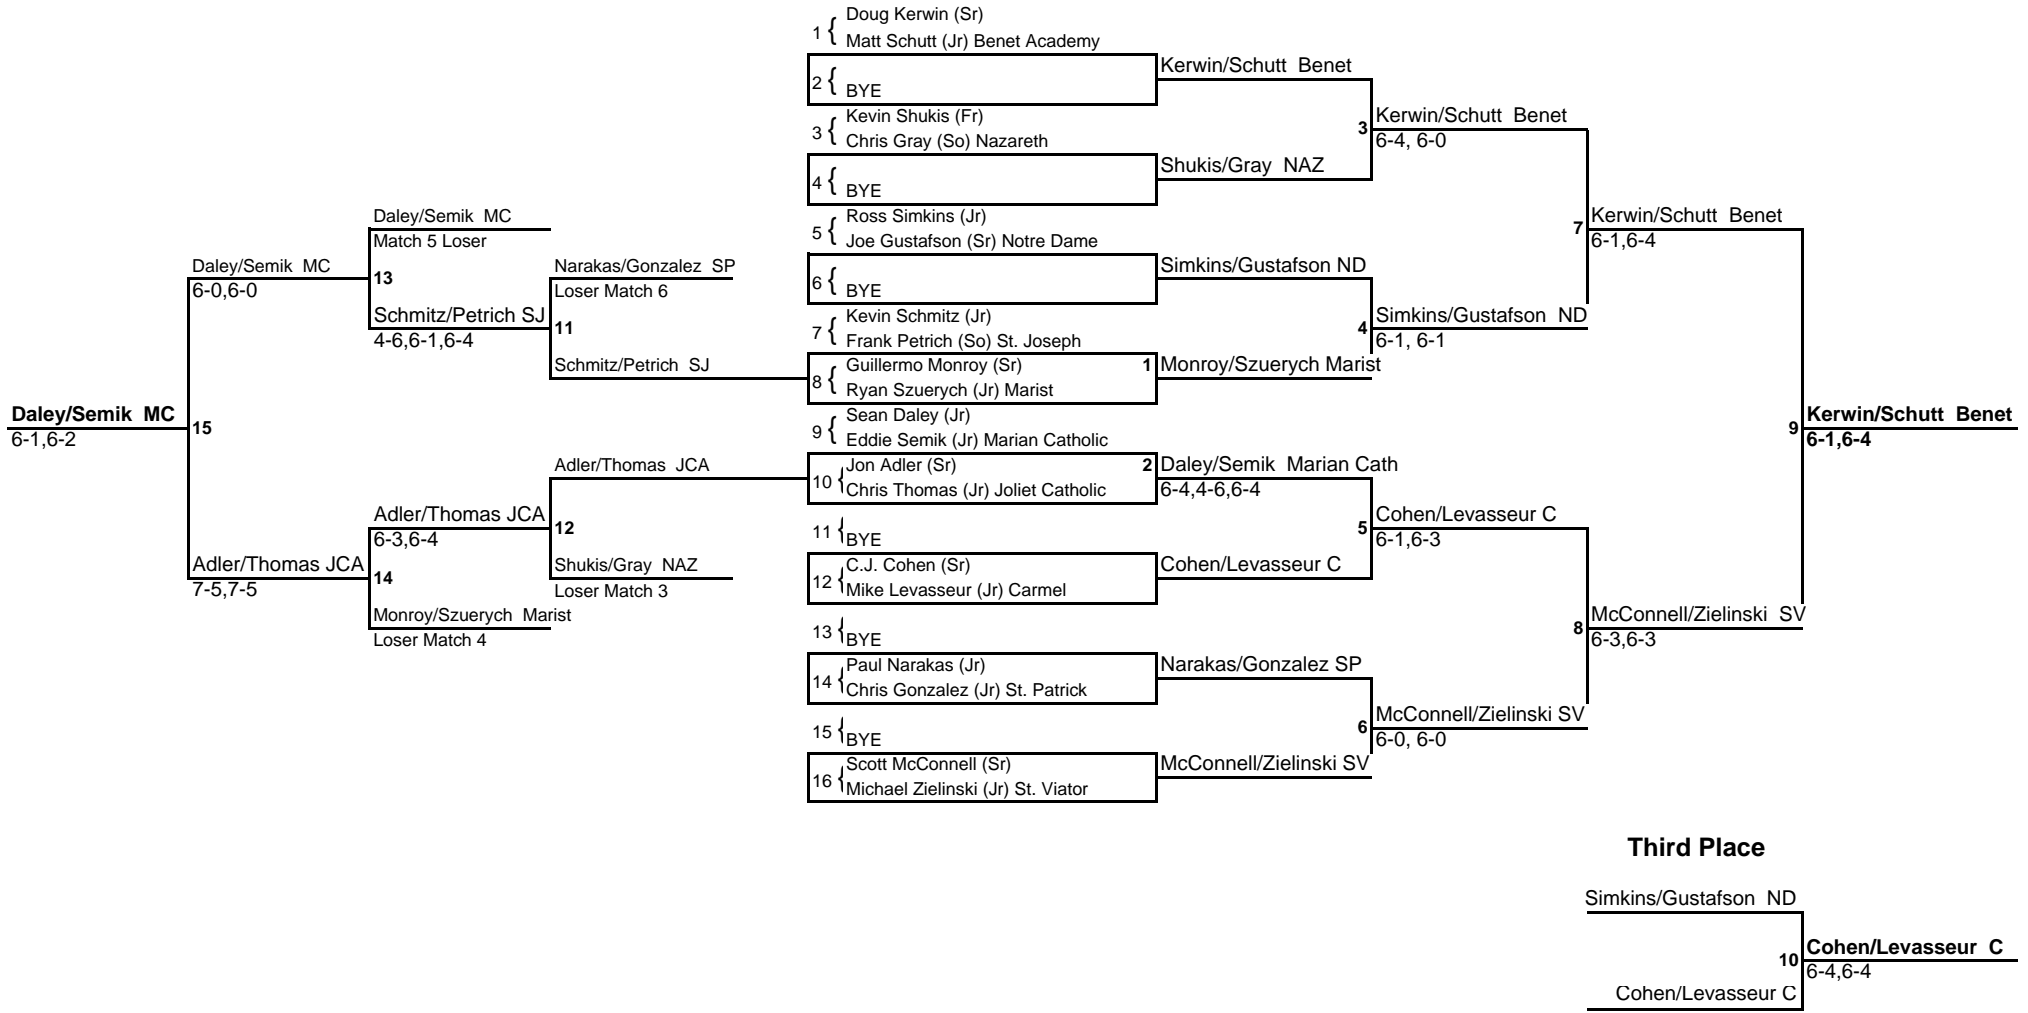 1 { Doug Kerwin (Sr)
Matt Schutt (Jr) Benet Academy
2 { BYE
3 { Kevin Shukis (Fr)
Chris Gray (So) Nazareth
4 { BYE
5 { Ross Simkins (Jr)
Joe Gustafson (Sr) Notre Dame
6 { BYE
7 { Kevin Schmitz (Jr)
Frank Petrich (So) St. Joseph
8 { Guillermo Monroy (Sr)
Ryan Szuerych (Jr) Marist
9 { Sean Daley (Jr)
Eddie Semik (Jr) Marian Catholic
10 { Jon Adler (Sr)
Chris Thomas (Jr) Joliet Catholic
11 { BYE
12 { C.J. Cohen (Sr)
Mike Levasseur (Jr) Carmel
13 { BYE
14 { Paul Narakas (Jr)
Chris Gonzalez (Jr) St. Patrick
15 { BYE
16 { Scott McConnell (Sr)
Michael Zielinski (Jr) St. Viator
Kerwin/Schutt Benet
Shukis/Gray NAZ
Simkins/Gustafson ND
1 Monroy/Szuerych Marist
2 Daley/Semik Marian Cath
6-4,4-6,6-4
Cohen/Levasseur C
Narakas/Gonzalez SP
McConnell/Zielinski SV
3 Kerwin/Schutt Benet
6-4, 6-0
4 Simkins/Gustafson ND
6-1, 6-1
5 Cohen/Levasseur C
6-1,6-3
6 McConnell/Zielinski SV
6-0, 6-0
7 Kerwin/Schutt Benet
6-1,6-4
8 McConnell/Zielinski SV
6-3,6-3
9 Kerwin/Schutt Benet
6-1,6-4
Third Place
Simkins/Gustafson ND
10 Cohen/Levasseur C
6-4,6-4
Cohen/Levasseur C
Narakas/Gonzalez SP
Loser Match 6
11
Schmitz/Petrich SJ
Adler/Thomas JCA
12
Shukis/Gray NAZ
Loser Match 3
Daley/Semik MC
Match 5 Loser
13
Schmitz/Petrich SJ
4-6,6-1,6-4
Adler/Thomas JCA
6-3,6-4
14
Monroy/Szuerych Marist
Loser Match 4
Daley/Semik MC
6-0,6-0
15
Adler/Thomas JCA
7-5,7-5
Daley/Semik MC
6-1,6-2